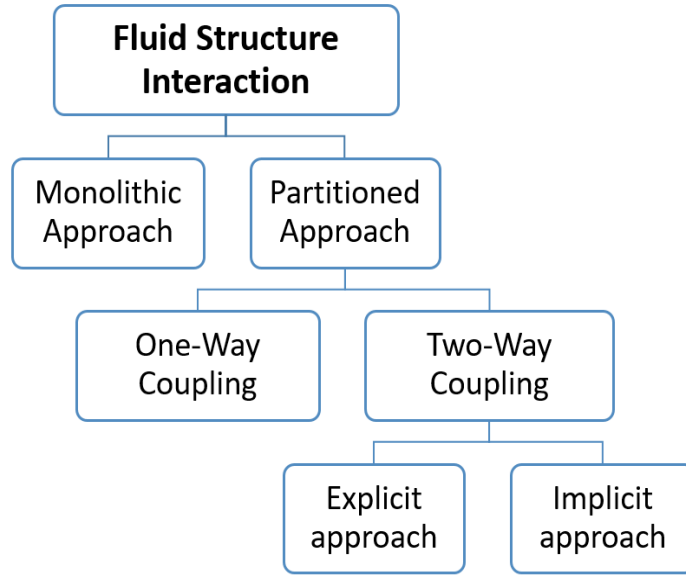 Fluid Structure
Interaction
Monolithic
Approach
Partitioned
Approach
One-Way
Coupling
Two-Way
Coupling
Explicit
approach
Implicit
approach